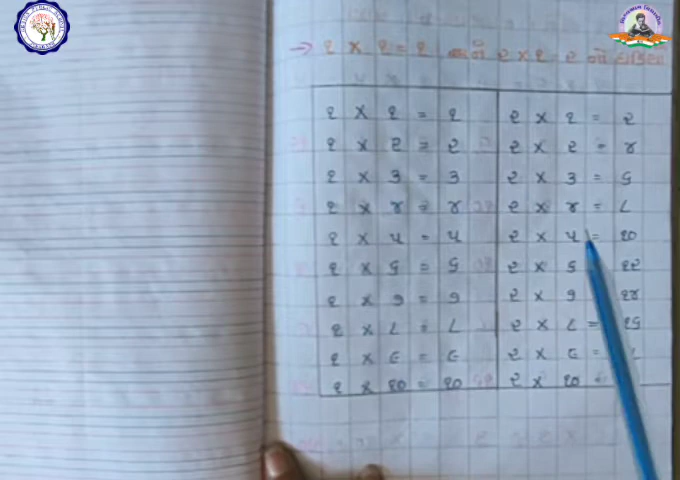 → ૧ × ૧ = ૧ અને ૨ × ૧ = ૨ નો ઘડિયો
૧ × ૧ = ૧ ૨ × ૧ = ૨
૧ × ૨ = ૨ ૨ × ૨ = ૪
૧ × ૩ = ૩ ૨ × ૩ = ૬
૧ × ૪ = ૪ ૨ × ૪ = ૮
૧ × ૫ = ૫ ૨ × ૫ = ૧૦
૧ × ૬ = ૬ ૨ × ૬ ૧૨
૧ × ૭ = ૭ ૨ × ૭ ૧૪
૧ × ૮ = ૮ ૨ × ૮ = ૧૬
૧ × ૯ = ૯ ૨ × ૯ =
૧ × ૧૦ = ૧૦ ૨ × ૧૦